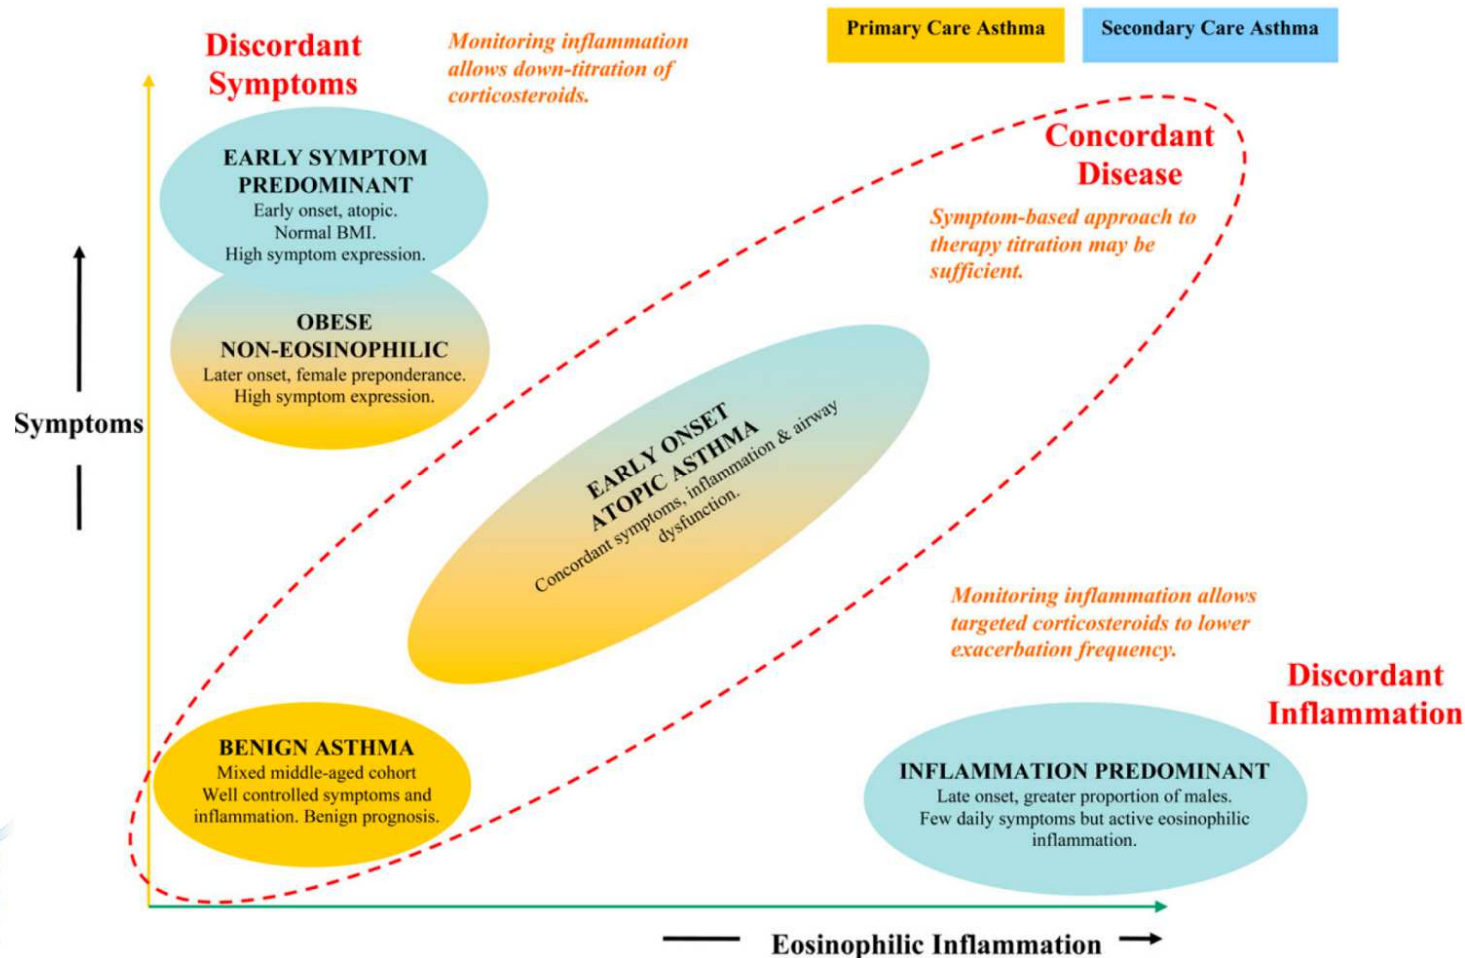 Primary Care Asthma
Secondary Care Asthma
Discordant
Symptoms
Monitoring inflammation
allows down-titration of
corticosteroids.
EARLY SYMPTOM
PREDOMINANT
Early onset, atopic.
Normal BMI.
High symptom expression.
OBESE
NON-EOSINOPHILIC
Later onset, female preponderance.
High symptom expression.
Symptoms
Concordant
Disease
Symptom-based approach to
therapy titration may be
sufficient.
EARLY ONSET
ATOPIC ASTHMA
Concordant symptoms, inflammation & airway
dysfunction.
BENIGN ASTHMA
Mixed middle-aged cohort
Well controlled symptoms and
inflammation. Benign prognosis.
Monitoring inflammation allows
targeted corticosteroids to lower
exacerbation frequency.
Discordant
Inflammation
INFLAMMATION PREDOMINANT
Late onset, greater proportion of males.
Few daily symptoms but active eosinophilic
inflammation.
Eosinophilic Inflammation